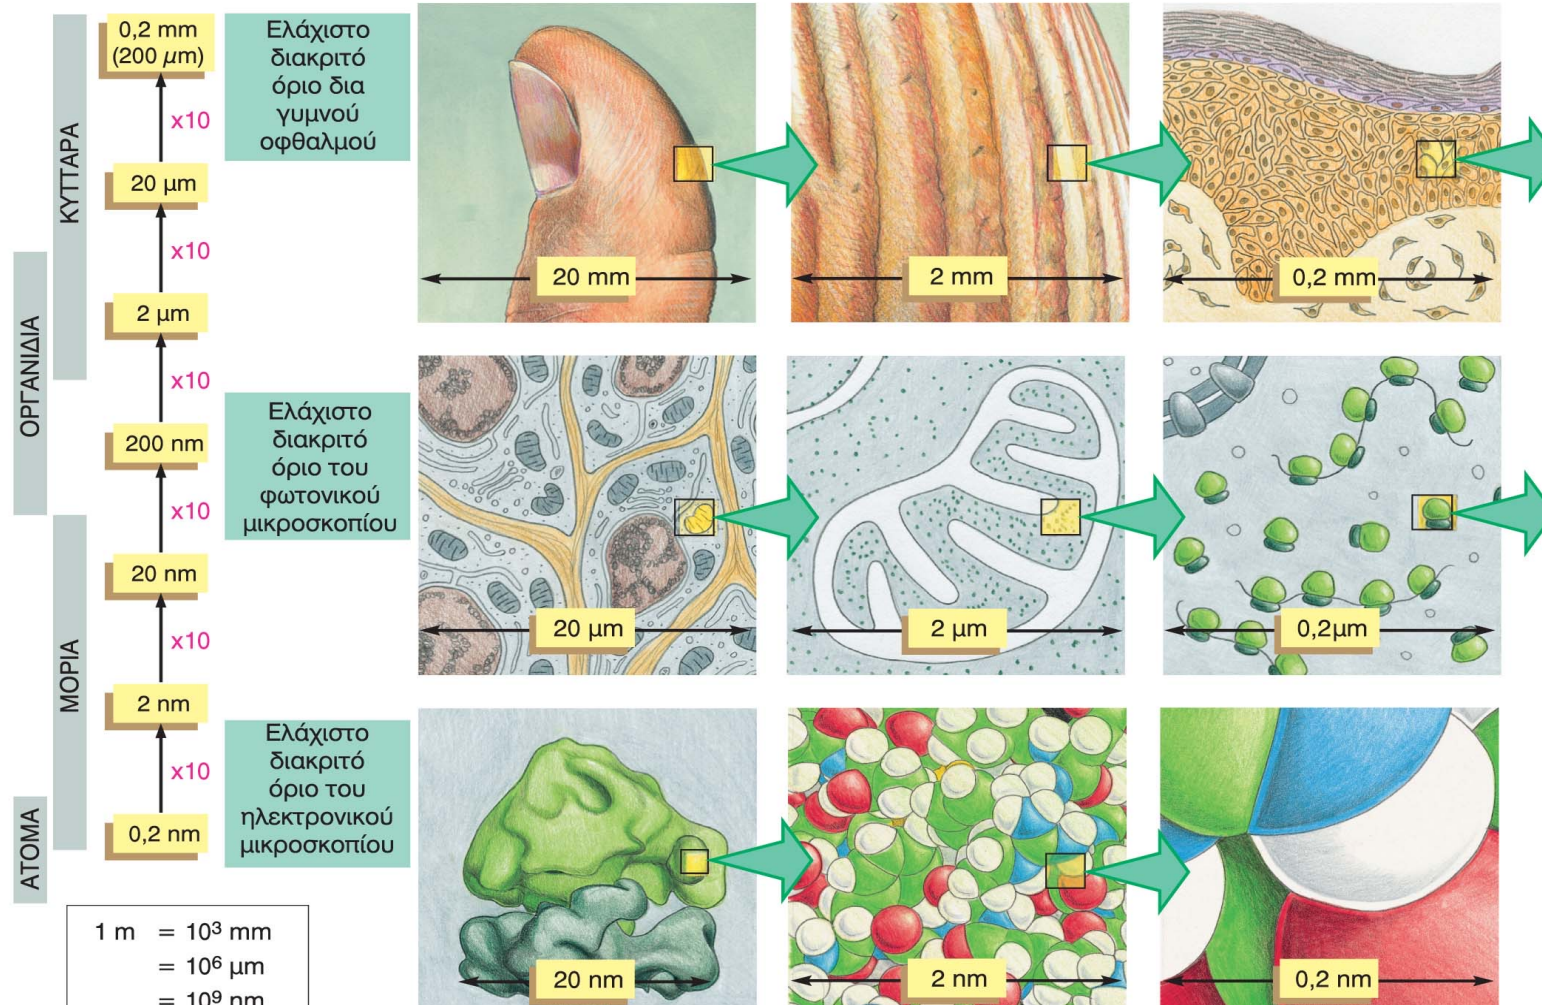 0,2 mm
(200 µm)
x10
20 µm
x10
2 µm
x10
200 nm
x10
20 nm
x10
2 nm
x10
0,2 nm
ΚΥΤΤΑΡΑ
ΟΡΓΑΝΙΔΙΑ
ΜΟΡΙΑ
ΑΤΟΜΑ
Ελάχιστο
διακριτό
όριο δια
γυμνού
οφθαλμού
20 mm
2 mm
0,2 mm
Ελάχιστο
διακριτό
όριο του
φωτονικού
μικροσκοπίου
20 µm
2 µm
0,2µm
Ελάχιστο
διακριτό
όριο του
ηλεκτρονικού
μικροσκοπίου
20 nm
2 nm
0,2 nm
1 m = 10³ mm
= 10⁶ µm
= 10⁹ nm